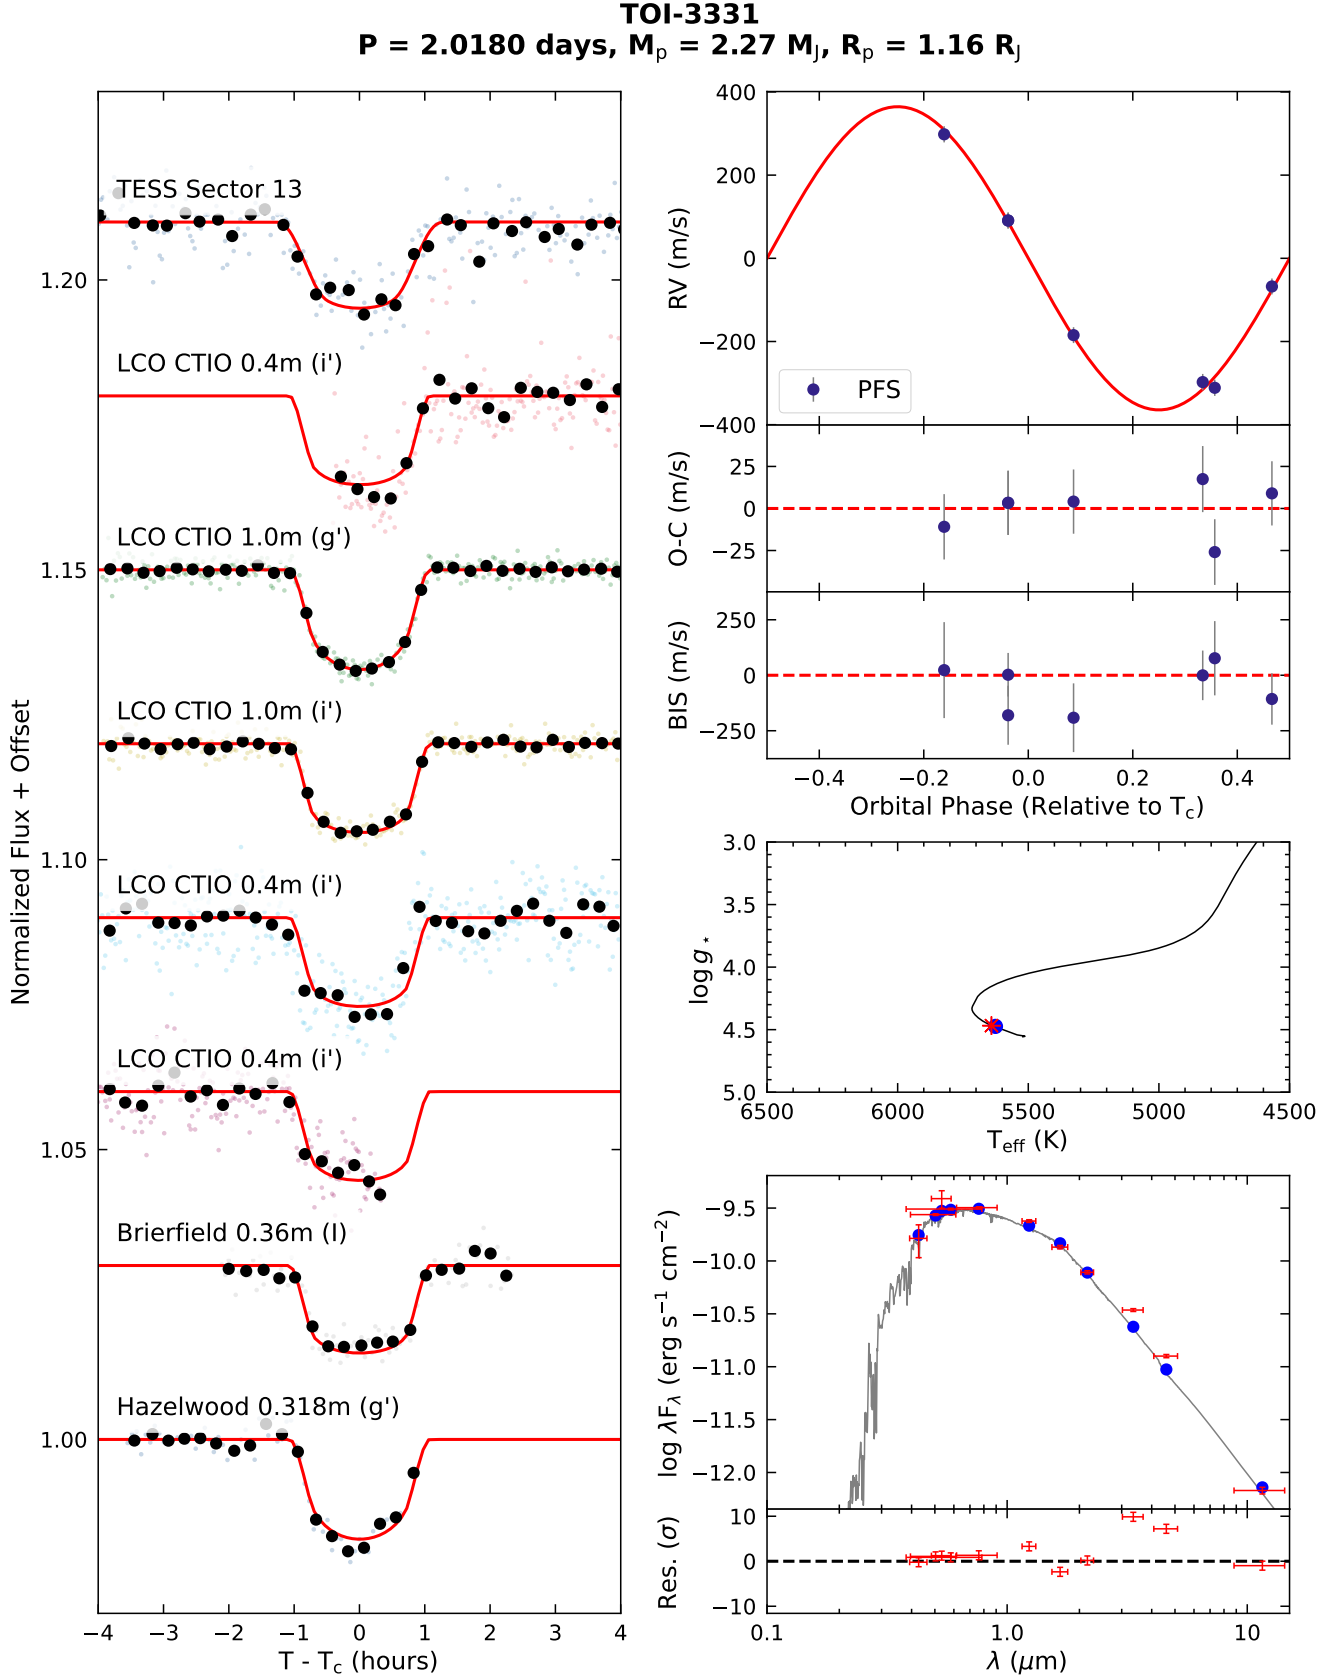 TOI-3331
P = 2.0180 days, Mp = 2.27 MJ, Rp = 1.16 RJ
Normalized Flux + Offset
1.20
1.15
1.10
1.05
1.00
TESS Sector 13
LCO CTIO 0.4m (i')
LCO CTIO 1.0m (g')
LCO CTIO 1.0m (i')
LCO CTIO 0.4m (i')
LCO CTIO 0.4m (i')
Brierfield 0.36m (I)
Hazelwood 0.318m (g')
−4 −3 −2 −1 0 1 2 3 4
T - Tc (hours)
RV (m/s)
400
200
0
−200
−400
PFS
O-C (m/s)
25
0
−25
BIS (m/s)
250
0
−250
−0.4 −0.2 0.0 0.2 0.4
Orbital Phase (Relative to Tc)
log g⋆
3.0
3.5
4.0
4.5
5.0
6500 6000 5500 5000 4500
Teff (K)
log λFλ (erg s−1 cm−2)
−9.5
−10.0
−10.5
−11.0
−11.5
−12.0
Res. (σ)
10
0
−10
0.1 1.0 10
λ (μm)